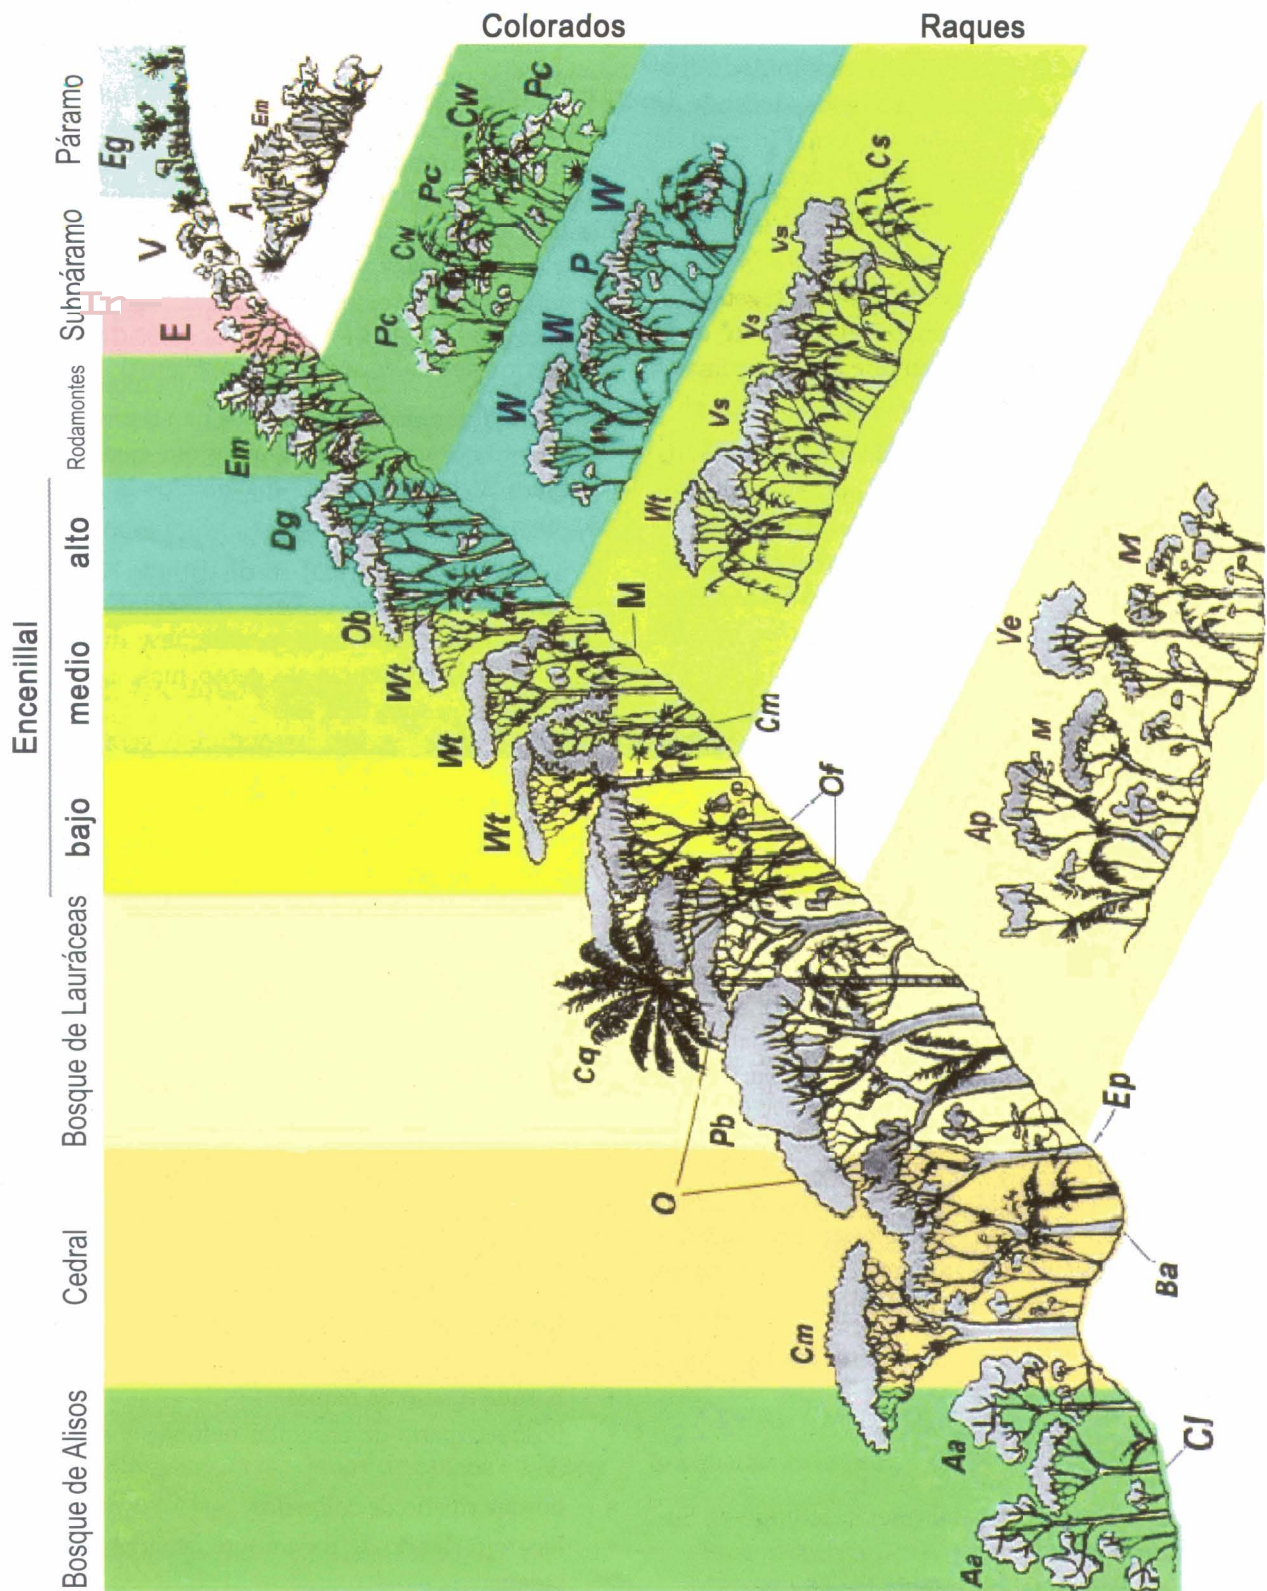 Colorados
Raques
Páramo
Subpáramo
Rodamontes
Encenillal
alto
medio
bajo
Bosque de Lauráceas
Cedral
Bosque de Alisos
Eg
V
A
Em
E
Em
Dg
Ob
Wt
Wt
Wt
M
Cm
Of
Pc
Cw
Pc
Cw
Pc
W
W
P
W
Wt
Vs
Vs
Vs
Cs
Cq
Pb
O
Ep
Ba
Cm
Aa
Aa
Ap
M
Ve
M